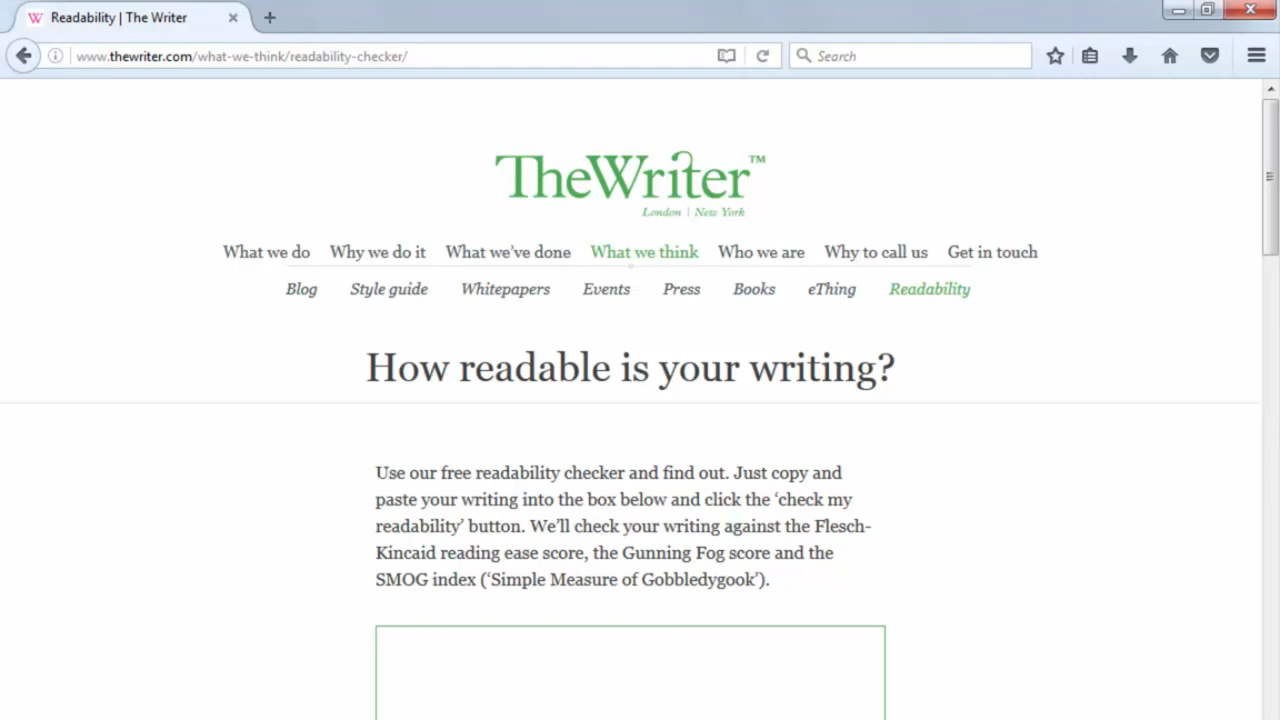 Readability | The Writer
www.thewriter.com/what-we-think/readability-checker/
Search
TheWriter™
London | New York
What we do Why we do it What we've done What we think Who we are Why to call us Get in touch
Blog Style guide Whitepapers Events Press Books eThing Readability
How readable is your writing?
Use our free readability checker and find out. Just copy and
paste your writing into the box below and click the ‘check my
readability’ button. We’ll check your writing against the Flesch-
Kincaid reading ease score, the Gunning Fog score and the
SMOG index (‘Simple Measure of Gobbledygook’).